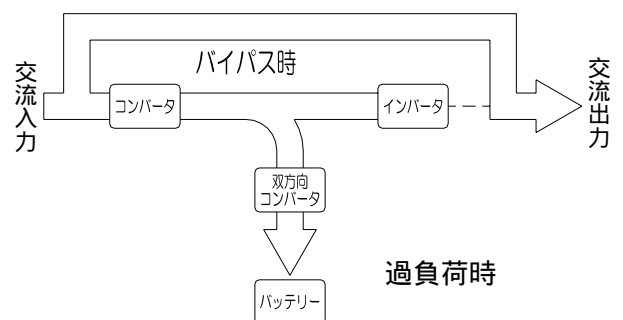 バイパス時
交流入力
コンバータ
インバータ
交流出力
双方向
コンバータ
過負荷時
バッテリー